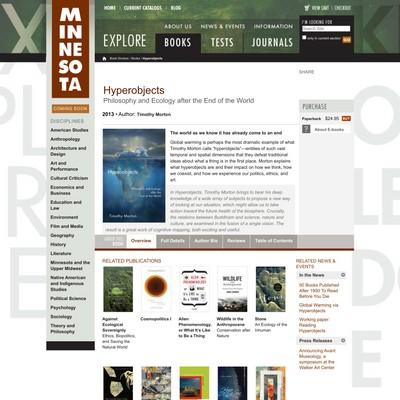 HOME | CURRENT CATALOGS | BLOG
VIEW CART | CHECKOUT
MINNESOTA
EXPLORE
ABOUT US
NEWS & EVENTS
INFORMATION
BOOKS
TESTS
JOURNALS
I'M LOOKING FOR
only in current section
Hyperobjects
SHARE
Hyperobjects
Philosophy and Ecology after the End of the World
2013 • Author: Timothy Morton
COMING SOON
DISCIPLINES
American Studies
Anthropology
Architecture and
Design
Art and
Performance
Cultural Criticism
Economics and
Business
Education and
Law
Environment
Film and Media
Geography
History
Literature
Minnesota and the
Upper Midwest
Native American
and Indigenous
Studies
Political Science
Psychology
Sociology
Theory and
Philosophy
Hyperobjects
Timothy Morton
The world as we know it has already come to an end
Global warming is perhaps the most dramatic example of what
Timothy Morton calls "hyperobjects"—entities of such vast
temporal and spatial dimensions that they defeat traditional
ideas about what a thing is in the first place. Morton explains
what hyperobjects are and their impact on how we think, how
we coexist, and how we experience our politics, ethics, and
art.
In Hyperobjects, Timothy Morton brings to bear his deep
knowledge of a wide array of subjects to propose a new way
of looking at our situation, which might allow us to take
action toward the future health of the biosphere. Crucially,
the relations between Buddhism and science, nature and
culture, are examined in the fusion of a single vision. The
result is a great work of cognitive mapping, both exciting and useful.
PURCHASE
Paperback $24.95 BUY
? About E-books
Overview
Full Details
Author Bio
Reviews
Table of Contents
RELATED PUBLICATIONS
Against
Ecological
Sovereignty
Ethics, Biopolitics,
and Saving the
Natural World
Cosmopolitics I
Alien
Phenomenology,
or What It's Like
to Be a Thing
WILDLIFE
Wildlife in the
Anthropocene
Conservation after
Nature
Stone
An Ecology of the
Inhuman
RELATED NEWS &
EVENTS
In the News
50 Books Published
After 1900 To Read
Before You Die
Global Warming via
Hyperobjects
Working paper:
Reading
Hyperobjects
Press Releases
Announcing Avant
Museology, a
symposium at the
Walker Art Center